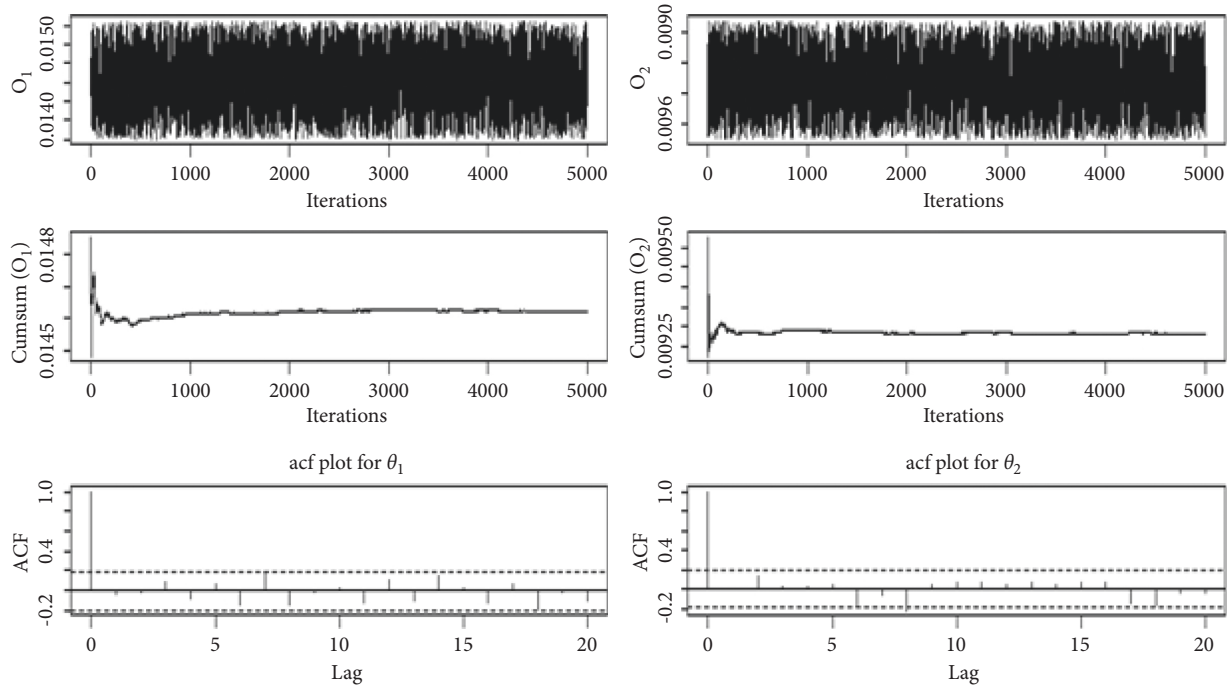 O1
0.0150
0.0140
0.0140
0 1000 2000 3000 4000 5000
Iterations
O2
0.0090
0.0096
0 1000 2000 3000 4000 5000
Iterations
Cumsum (O1)
0.0148
0.0145
0 1000 2000 3000 4000 5000
Iterations
Cumsum (O2)
0.00950
0.00925
0 1000 2000 3000 4000 5000
Iterations
acf plot for θ1
ACF
1.0
0.4
-0.2
0 5 10 15 20
Lag
acf plot for θ2
ACF
1.0
0.4
-0.2
0 5 10 15 20
Lag